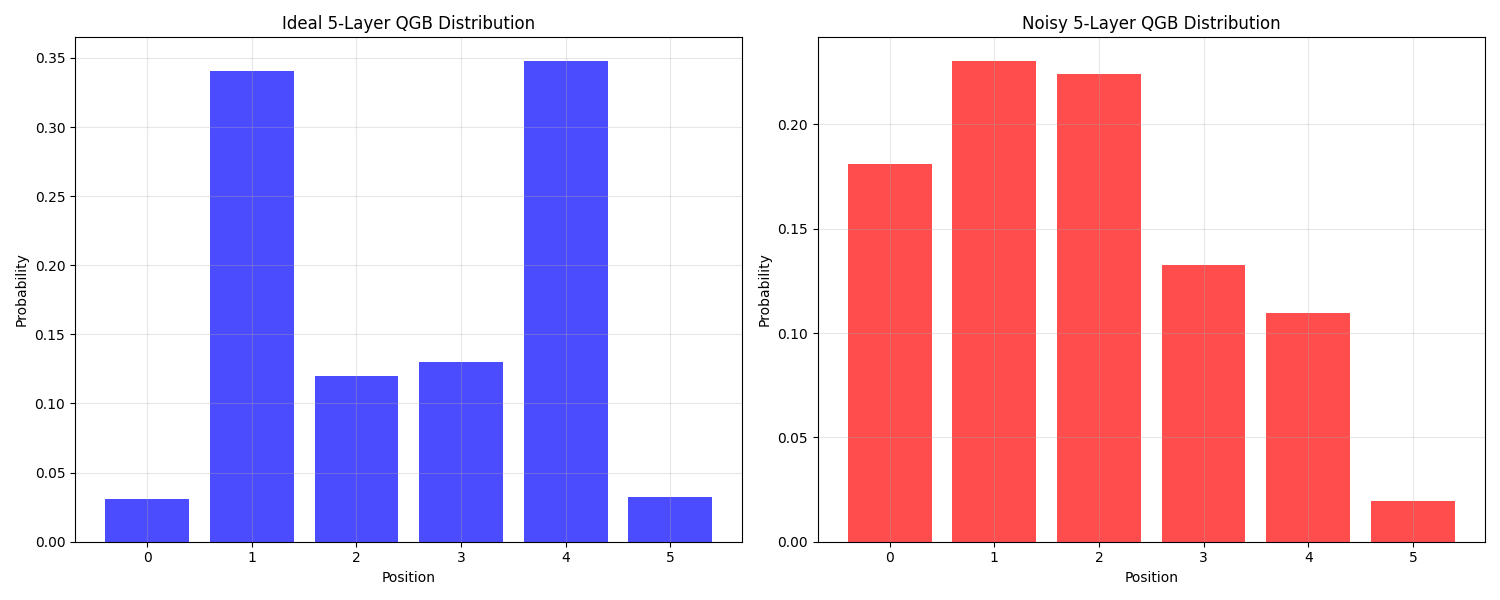 Ideal 5-Layer QGB Distribution
Probability
0.35
0.30
0.25
0.20
0.15
0.10
0.05
0.00
0 1 2 3 4 5
Position
Noisy 5-Layer QGB Distribution
Probability
0.20
0.15
0.10
0.05
0.00
0 1 2 3 4 5
Position